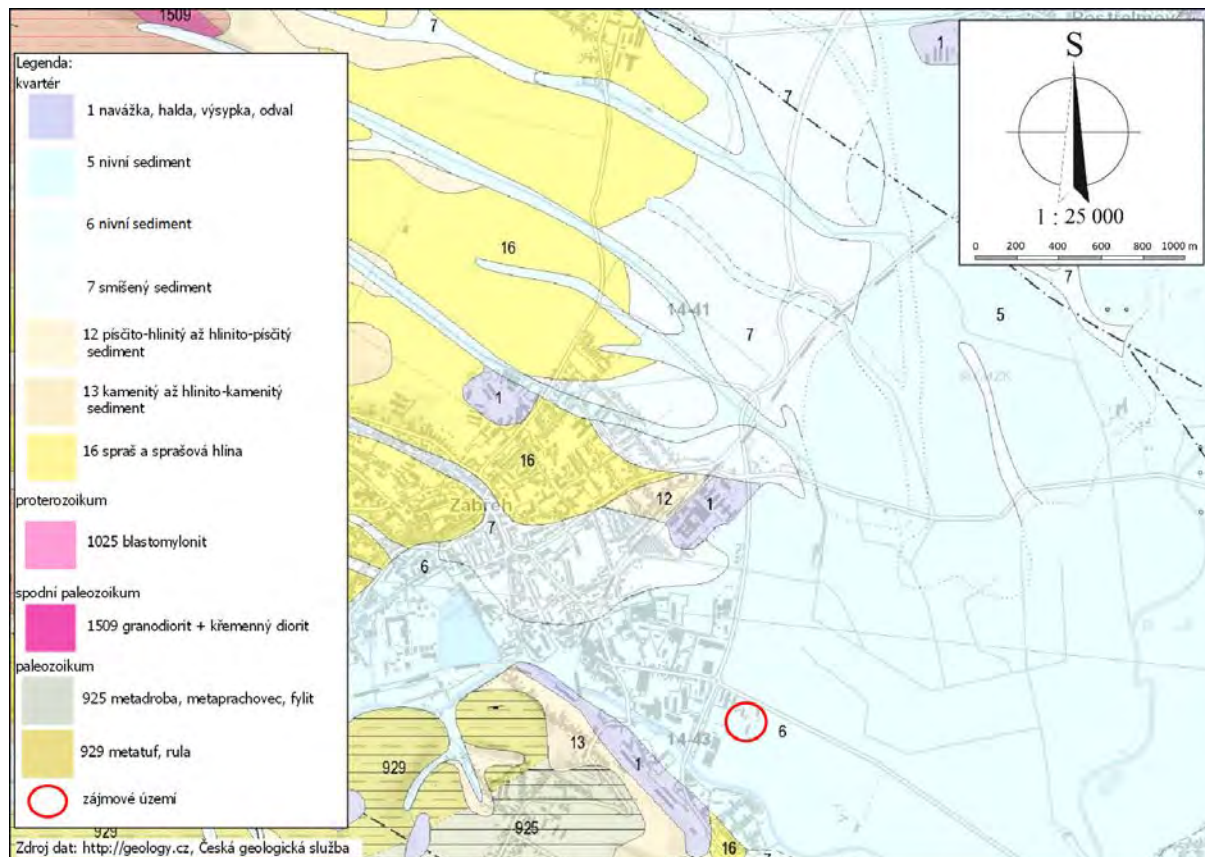 1509
7
Postřelmov
1
Legenda:
kvartér
1 navážka, halda, výsypka, odval
5 nivní sediment
6 nivní sediment
7 smíšený sediment
12 písčito-hlinitý až hlinito-písčitý
sediment
13 kamenitý až hlinito-kamenitý
sediment
16 spraš a sprašová hlína
proterozoikum
1025 blastomylonit
spodní paleozoikum
1509 granodiorit + křemenný diorit
paleozoikum
925 metadroba, metaprachovec, fylit
929 metatuf, rula
zájmové území
Zdroj dat: http://geology.cz, Česká geologická služba
S
1 : 25 000
0 200 400 600 800 1000 m
7
16
7
14-41
5
7
1
16
12
1
Zábřeh
7
6
14-43
6
13
1
929
925
929
16
7